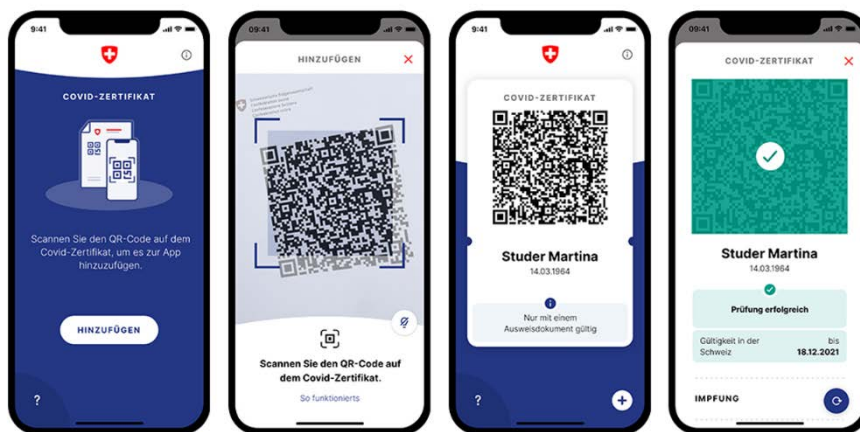 9:41
COVID-ZERTIFIKAT
Scannen Sie den QR-Code auf dem
Covid-Zertifikat, um es zur App
hinzuzufügen.
HINZUFÜGEN
?
09:41
HINZUFÜGEN
Scannen Sie den QR-Code auf
dem Covid-Zertifikat.
So funktionierts
9:41
COVID-ZERTIFIKAT
Studer Martina
14.03.1964
Nur mit einem
Ausweisdokument gültig
?
09:41
COVID-ZERTIFIKAT
Studer Martina
14.03.1964
Prüfung erfolgreich
Gültigkeit in der bis
Schweiz 18.12.2021
IMPFUNG